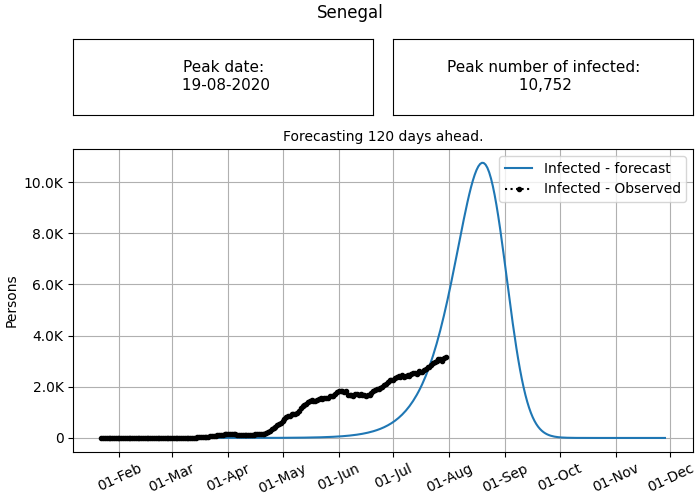 Senegal
Peak date:
19-08-2020
Peak number of infected:
10,752
Forecasting 120 days ahead.
Infected - forecast
Infected - Observed
10.0K
8.0K
6.0K
4.0K
2.0K
0
Persons
01-Feb
01-Mar
01-Apr
01-May
01-Jun
01-Jul
01-Aug
01-Sep
01-Oct
01-Nov
01-Dec